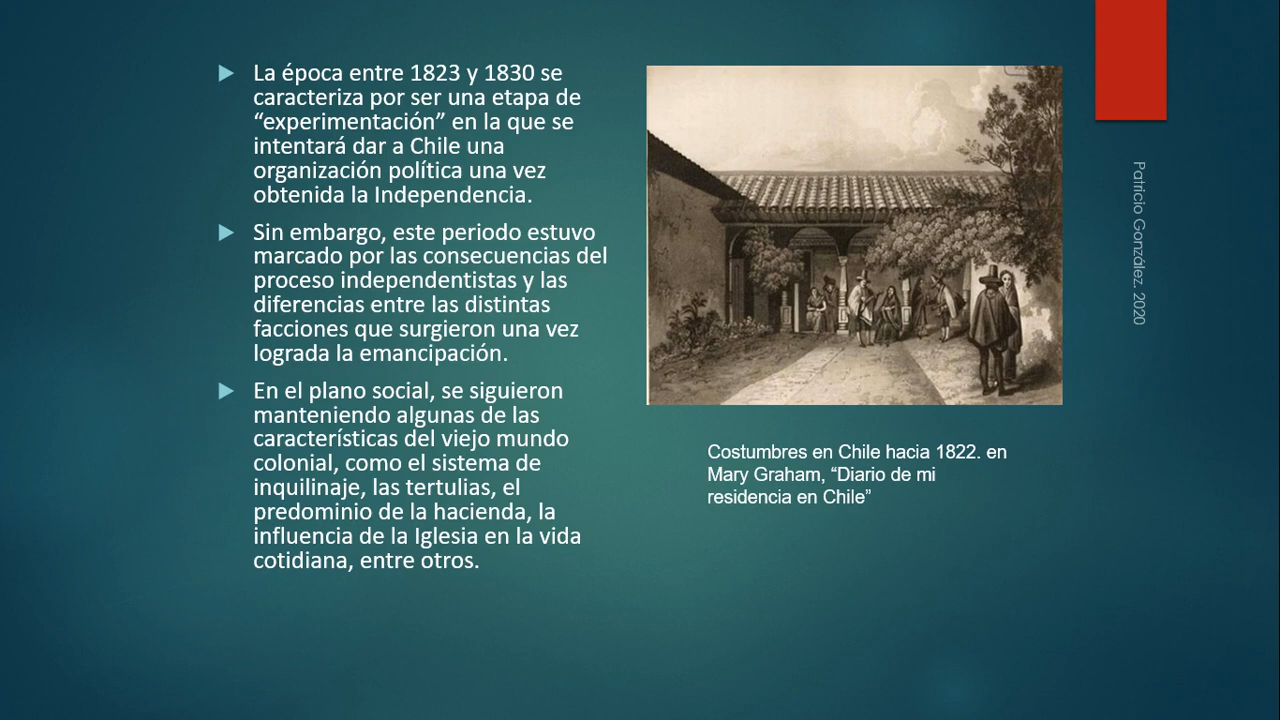 La época entre 1823 y 1830 se
caracteriza por ser una etapa de
“experimentación” en la que se
intentará dar a Chile una
organización política una vez
obtenida la Independencia.
Sin embargo, este periodo estuvo
marcado por las consecuencias del
proceso independentistas y las
diferencias entre las distintas
facciones que surgieron una vez
lograda la emancipación.
En el plano social, se siguieron
manteniendo algunas de las
características del viejo mundo
colonial, como el sistema de
inquilinaje, las tertulias, el
predominio de la hacienda, la
influencia de la Iglesia en la vida
cotidiana, entre otros.
Costumbres en Chile hacia 1822. en
Mary Graham, “Diario de mi
residencia en Chile”
Patricio González. 2020